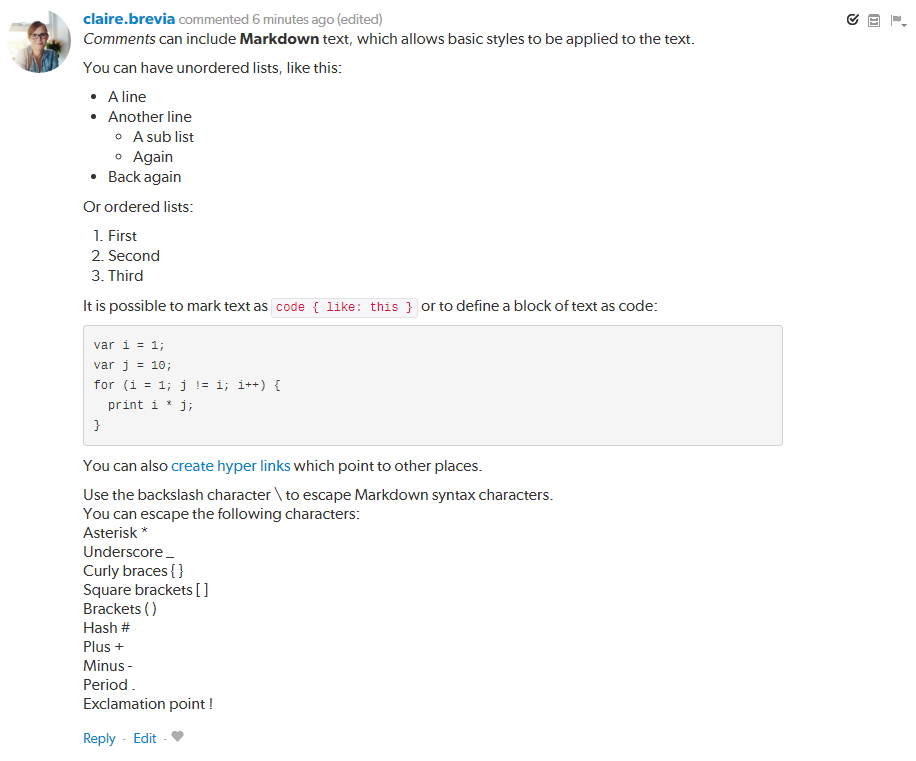 claire.brevia commented 6 minutes ago (edited)
Comments can include Markdown text, which allows basic styles to be applied to the text.
You can have unordered lists, like this:
• A line
• Another line
◦ A sub list
◦ Again
• Back again
Or ordered lists:
1. First
2. Second
3. Third
It is possible to mark text as code { like: this } or to define a block of text as code:
var i = 1;
var j = 10;
for (i = 1; j != i; i++) {
  print i * j;
}
You can also create hyper links which point to other places.
Use the backslash character \ to escape Markdown syntax characters.
You can escape the following characters:
Asterisk *
Underscore _
Curly braces { }
Square brackets [ ]
Brackets ( )
Hash #
Plus +
Minus -
Period .
Exclamation point !
Reply - Edit -